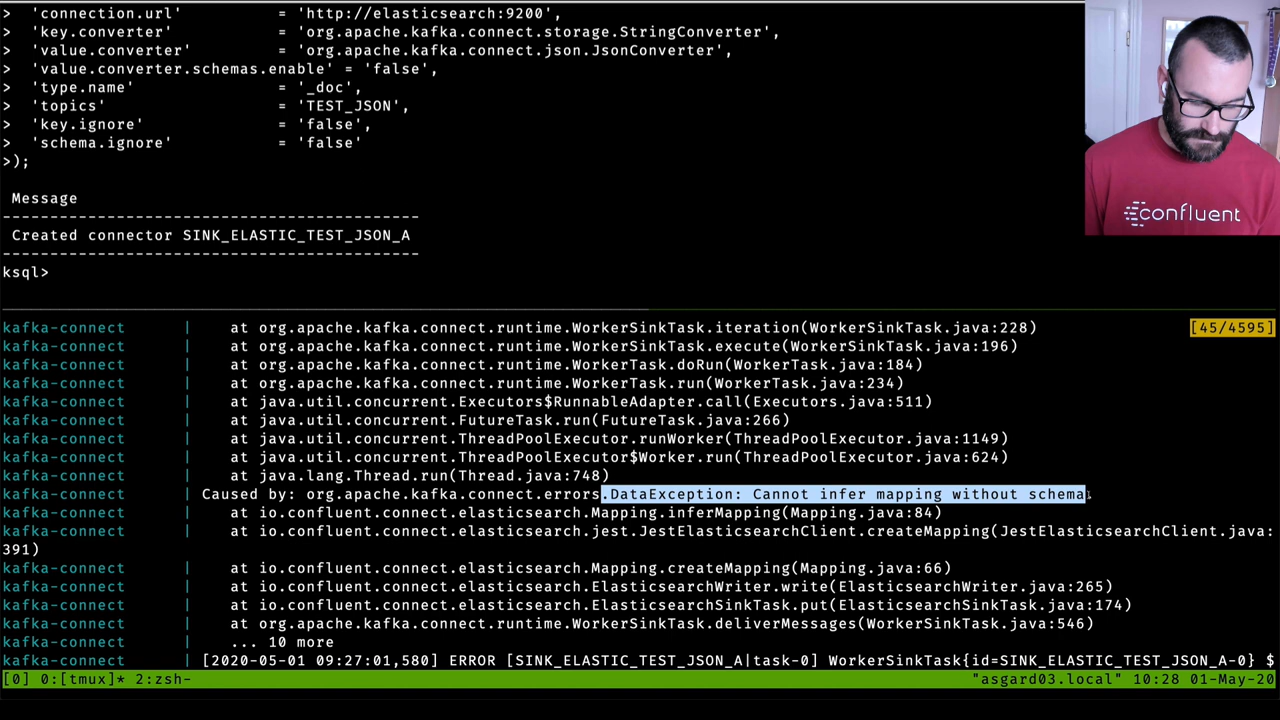 >  'connection.url'          = 'http://elasticsearch:9200',
>  'key.converter'           = 'org.apache.kafka.connect.storage.StringConverter',
>  'value.converter'         = 'org.apache.kafka.connect.json.JsonConverter',
>  'value.converter.schemas.enable' = 'false',
>  'type.name'               = '_doc',
>  'topics'                  = 'TEST_JSON',
>  'key.ignore'              = 'false',
>  'schema.ignore'           = 'false'
>);
Message
--------------------------------------------
Created connector SINK_ELASTIC_TEST_JSON_A
--------------------------------------------
ksql>
confluent
[45/4595]
kafka-connect      |    at org.apache.kafka.connect.runtime.WorkerSinkTask.iteration(WorkerSinkTask.java:228)
kafka-connect      |    at org.apache.kafka.connect.runtime.WorkerSinkTask.execute(WorkerSinkTask.java:196)
kafka-connect      |    at org.apache.kafka.connect.runtime.WorkerTask.doRun(WorkerTask.java:184)
kafka-connect      |    at org.apache.kafka.connect.runtime.WorkerTask.run(WorkerTask.java:234)
kafka-connect      |    at java.util.concurrent.Executors$RunnableAdapter.call(Executors.java:511)
kafka-connect      |    at java.util.concurrent.FutureTask.run(FutureTask.java:266)
kafka-connect      |    at java.util.concurrent.ThreadPoolExecutor.runWorker(ThreadPoolExecutor.java:1149)
kafka-connect      |    at java.util.concurrent.ThreadPoolExecutor$Worker.run(ThreadPoolExecutor.java:624)
kafka-connect      |    at java.lang.Thread.run(Thread.java:748)
kafka-connect      | Caused by: org.apache.kafka.connect.errors.DataException: Cannot infer mapping without schema.
kafka-connect      |    at io.confluent.connect.elasticsearch.Mapping.inferMapping(Mapping.java:84)
kafka-connect      |    at io.confluent.connect.elasticsearch.jest.JestElasticsearchClient.createMapping(JestElasticsearchClient.java:
391)
kafka-connect      |    at io.confluent.connect.elasticsearch.Mapping.createMapping(Mapping.java:66)
kafka-connect      |    at io.confluent.connect.elasticsearch.ElasticsearchWriter.write(ElasticsearchWriter.java:265)
kafka-connect      |    at io.confluent.connect.elasticsearch.ElasticsearchSinkTask.put(ElasticsearchSinkTask.java:174)
kafka-connect      |    at org.apache.kafka.connect.runtime.WorkerSinkTask.deliverMessages(WorkerSinkTask.java:546)
kafka-connect      |    ... 10 more
kafka-connect      | [2020-05-01 09:27:01,580] ERROR [SINK_ELASTIC_TEST_JSON_A|task-0] WorkerSinkTask{id=SINK_ELASTIC_TEST_JSON_A-0} $
[0] 0:[tmux]* 2:zsh-    "asgard03.local" 10:28 01-May-20